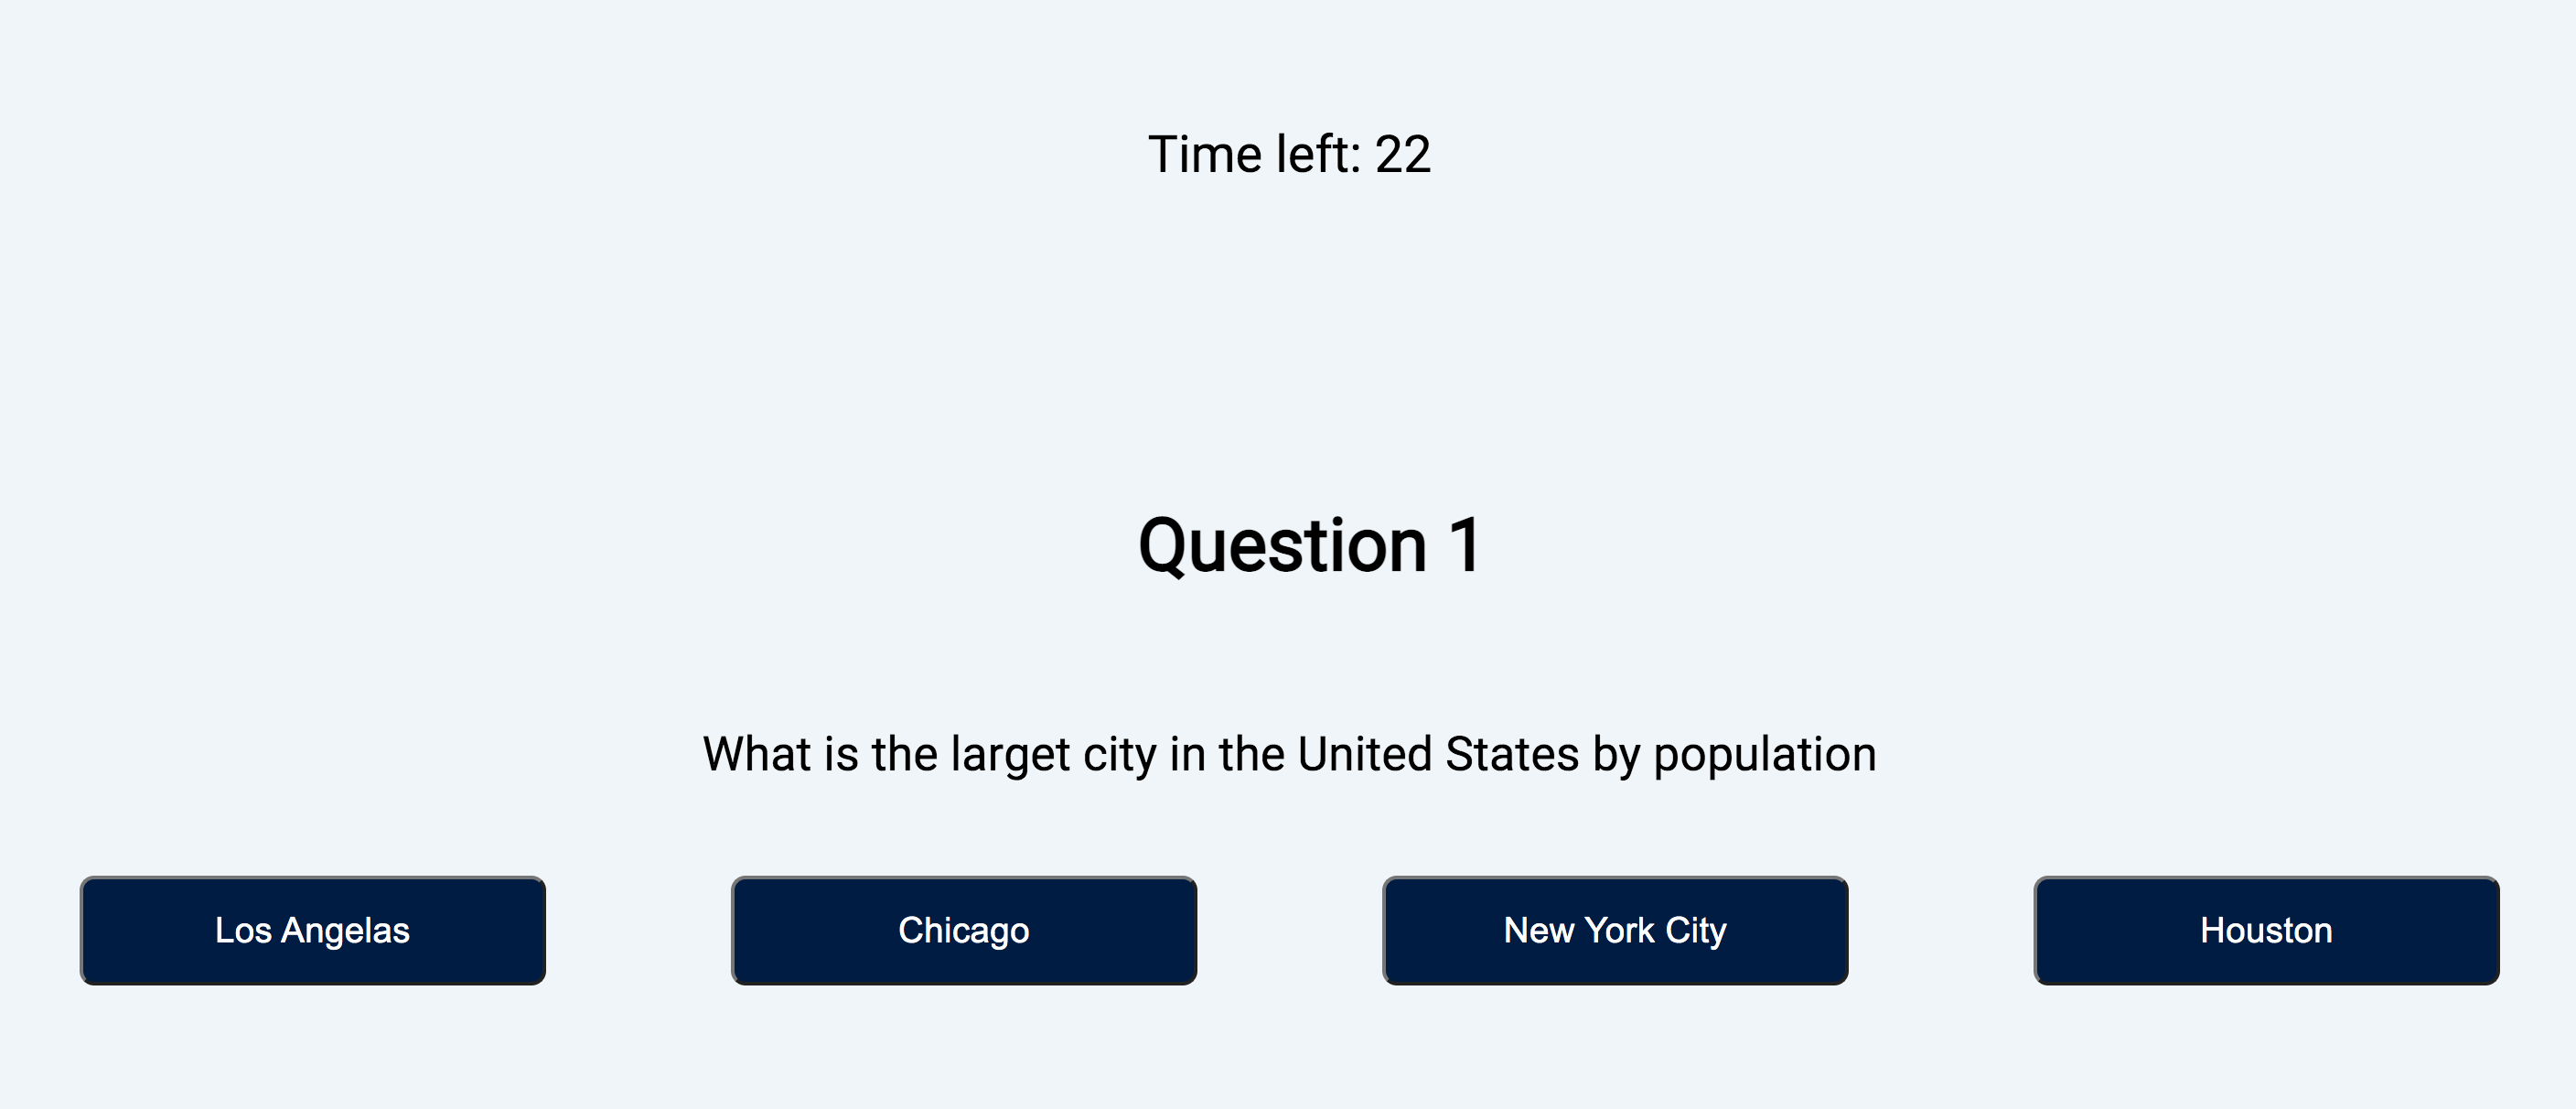 Time left: 22
Question 1
What is the larget city in the United States by population
Los Angelas
Chicago
New York City
Houston